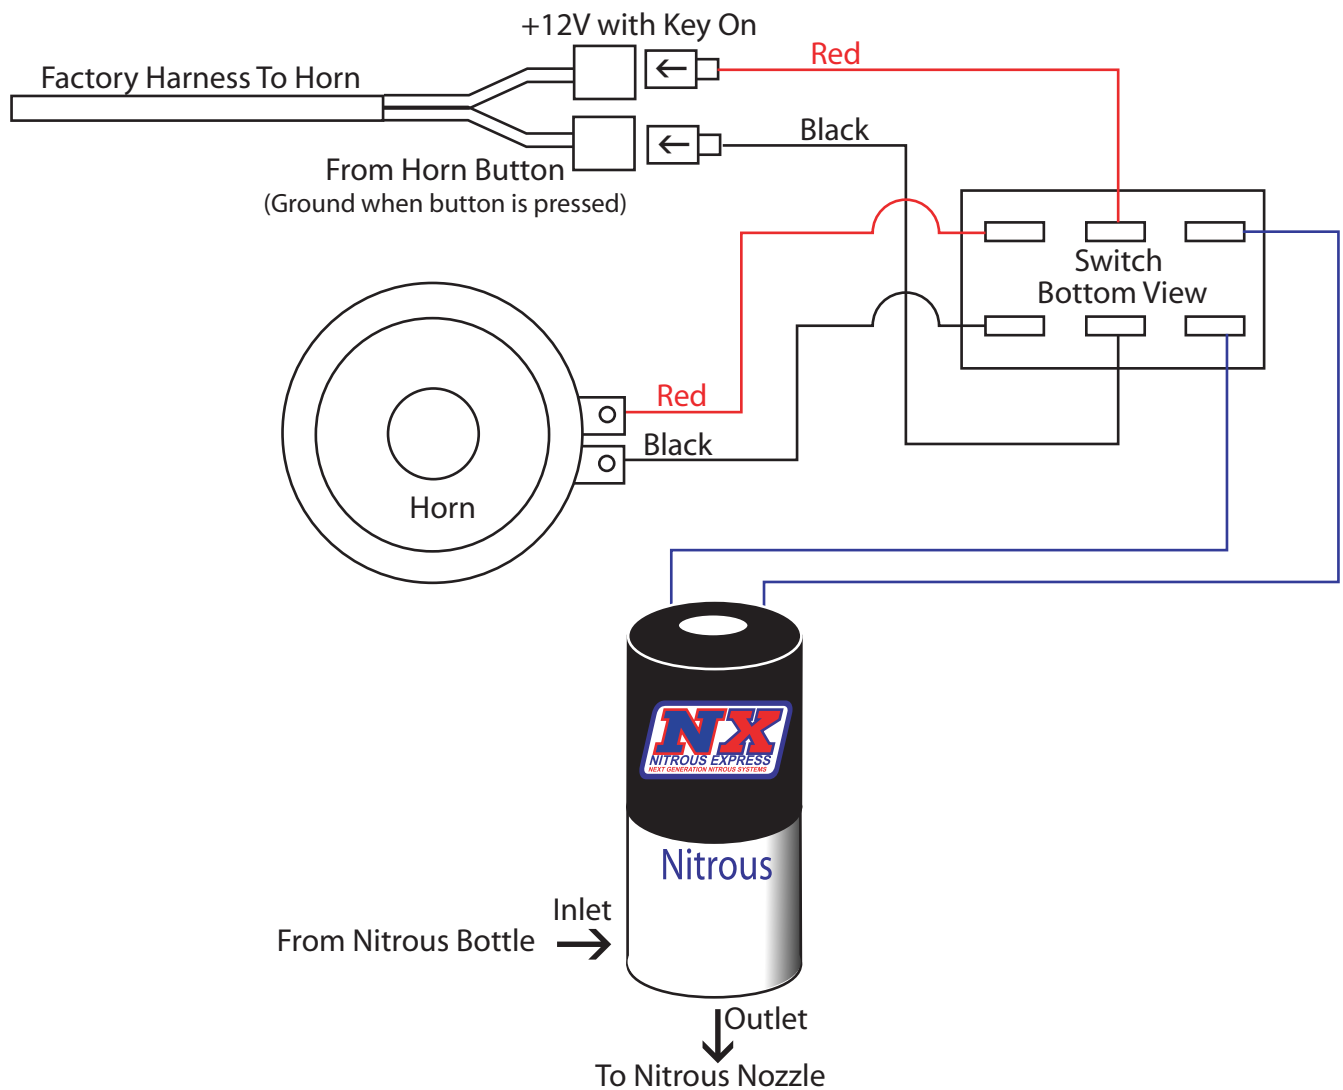 +12V with Key On
Factory Harness To Horn
Red
Black
From Horn Button
(Ground when button is pressed)
Switch
Bottom View
Red
Black
Horn
NX
NITROUS EXPRESS
NEXT GENERATION NITROUS SYSTEMS
Nitrous
Inlet
From Nitrous Bottle
Outlet
To Nitrous Nozzle